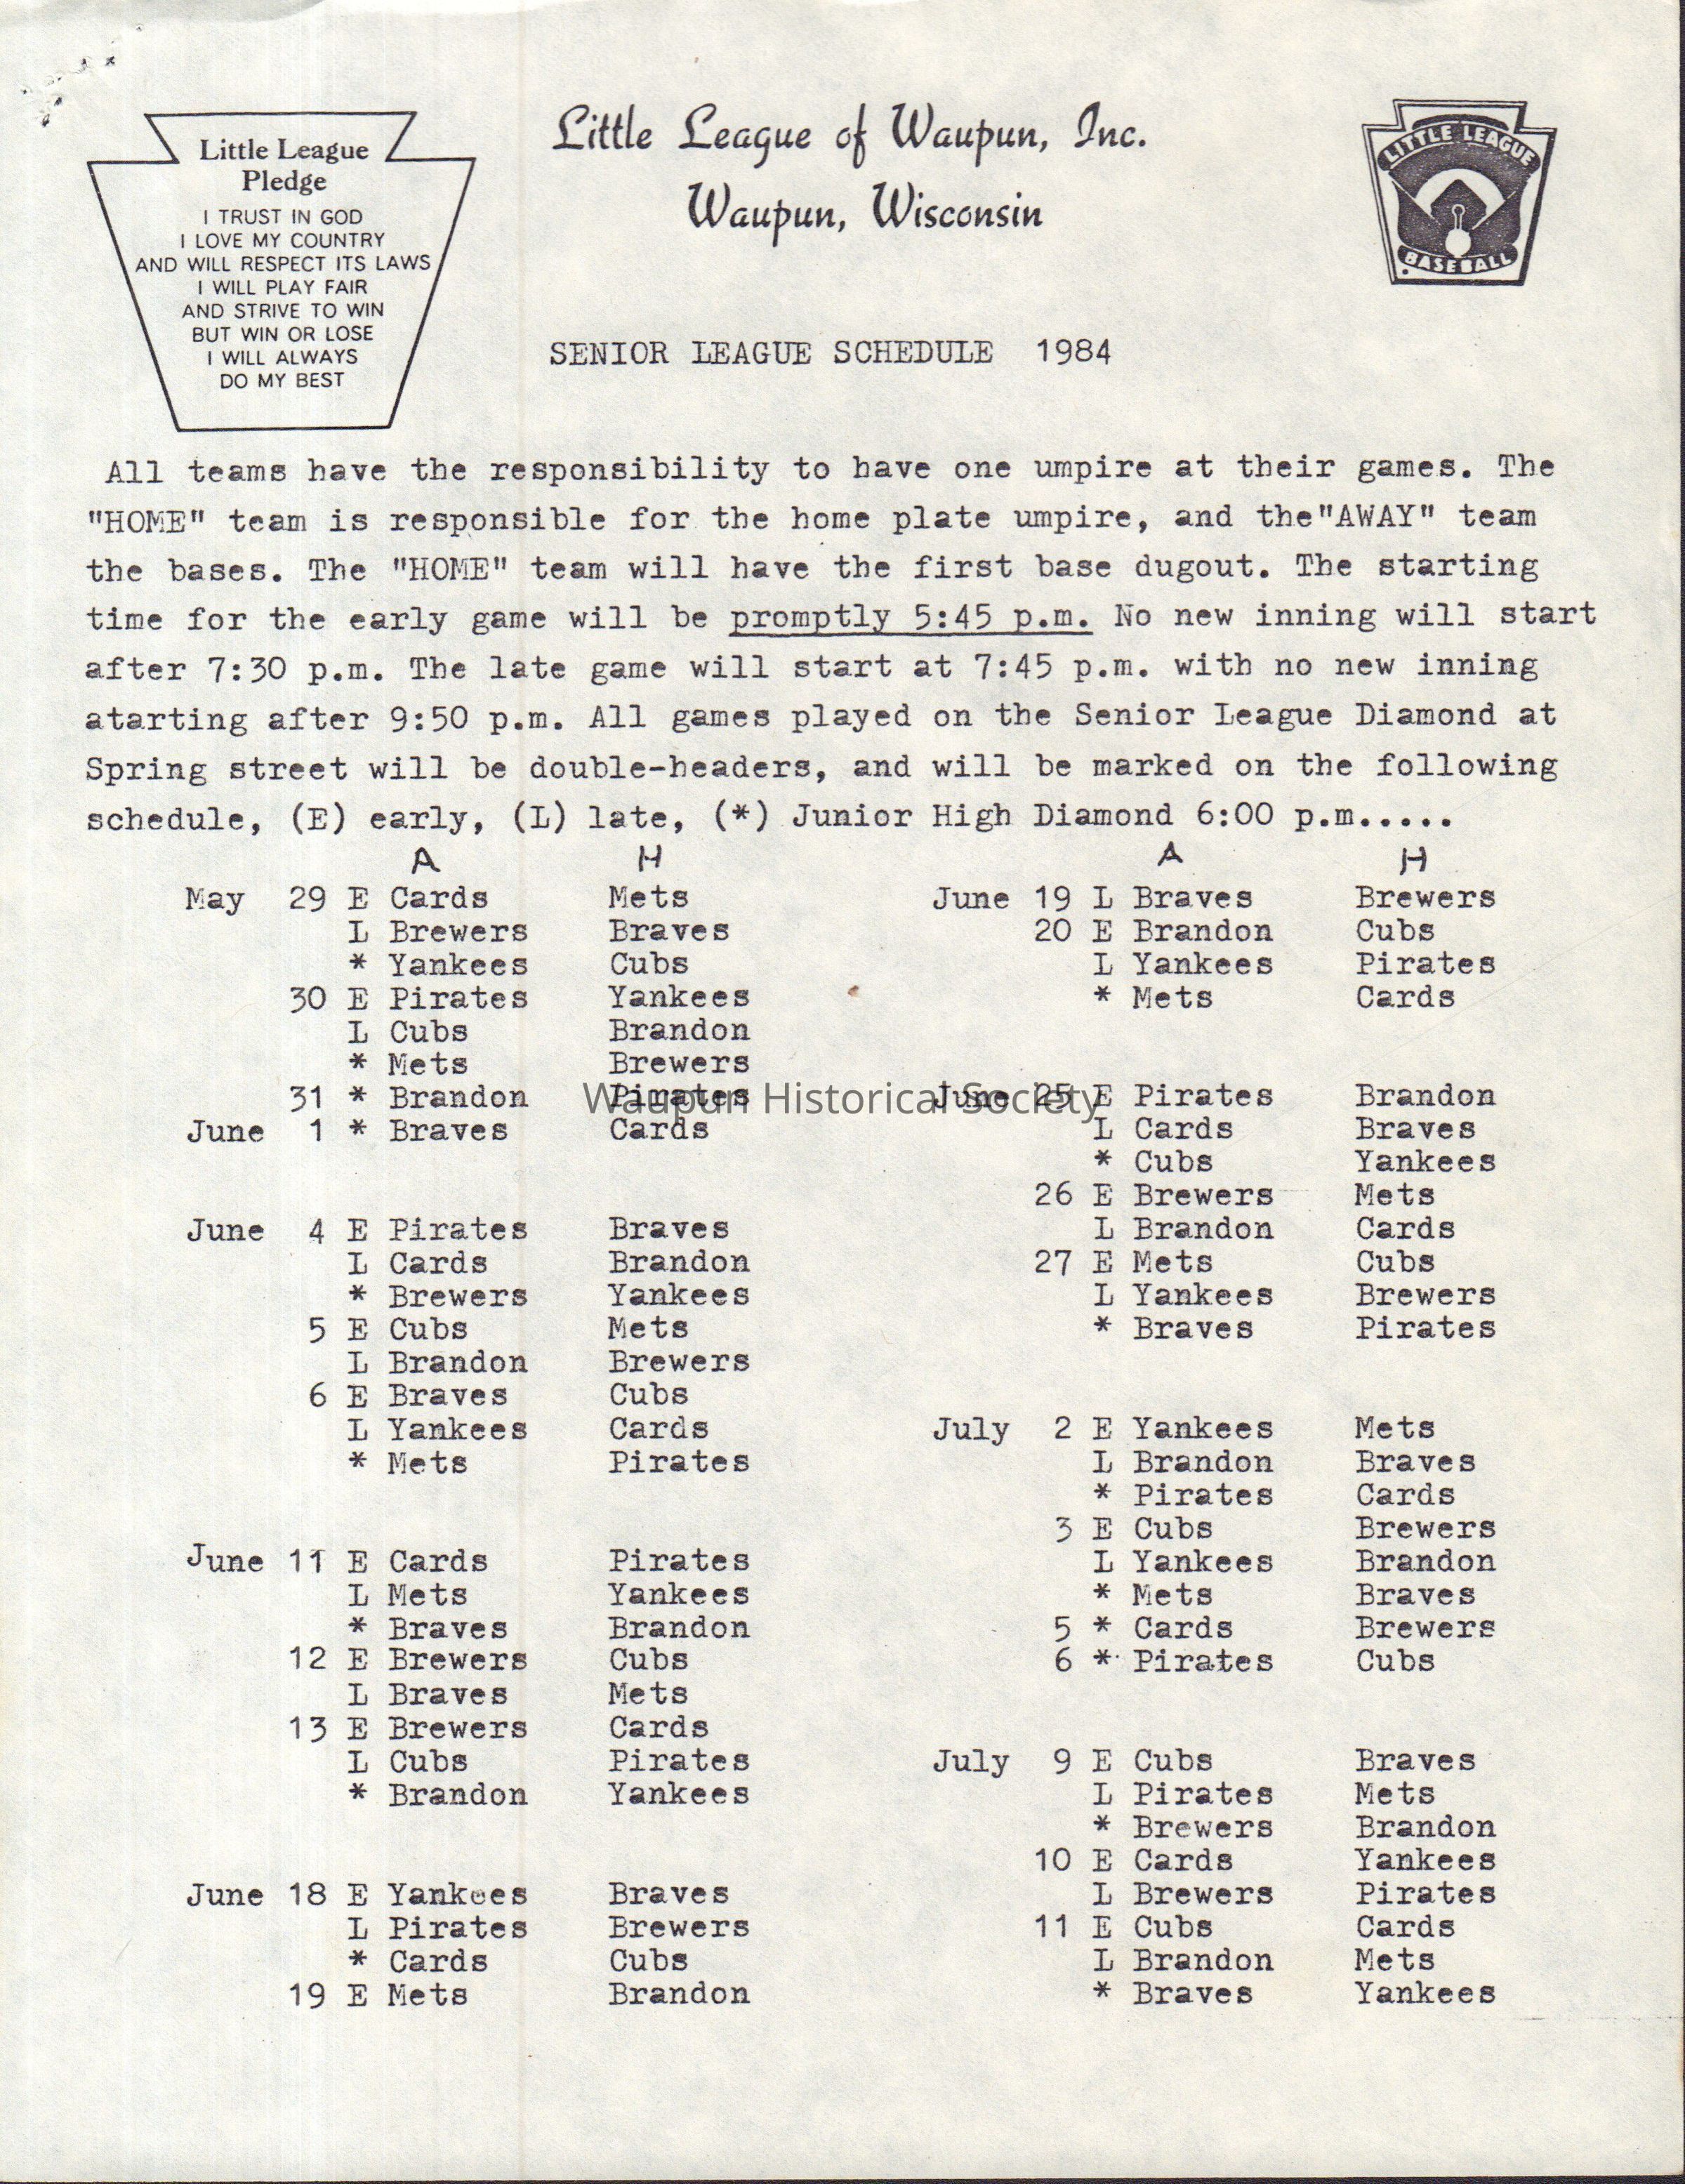 Little League
Pledge
I TRUST IN GOD
I LOVE MY COUNTRY
AND WILL RESPECT ITS LAWS
I WILL PLAY FAIR
AND STRIVE TO WIN
BUT WIN OR LOSE
I WILL ALWAYS
DO MY BEST
Little League of Waupun, Inc.
Waupun, Wisconsin
LITTLE LEAGUE
BASEBALL
SENIOR LEAGUE SCHEDULE 1984
All teams have the responsibility to have one umpire at their games. The
"HOME" team is responsible for the home plate umpire, and the"AWAY" team
the bases. The "HOME" team will have the first base dugout. The starting
time for the early game will be promptly 5:45 p.m. No new inning will start
after 7:30 p.m. The late game will start at 7:45 p.m. with no new inning
atarting after 9:50 p.m. All games played on the Senior League Diamond at
Spring street will be double-headers, and will be marked on the following
schedule, (E) early, (L) late, (*) Junior High Diamond 6:00 p.m.....
A H
May 29 E Cards Mets
L Brewers Braves
* Yankees Cubs
30 E Pirates Yankees
L Cubs Brandon
* Mets Brewers
31 * Brandon Pirates
June 1 * Braves Cards
June 4 E Pirates Braves
L Cards Brandon
* Brewers Yankees
5 E Cubs Mets
L Brandon Brewers
6 E Braves Cubs
L Yankees Cards
* Mets Pirates
June 11 E Cards Pirates
L Mets Yankees
* Braves Brandon
12 E Brewers Cubs
L Braves Mets
13 E Brewers Cards
L Cubs Pirates
* Brandon Yankees
June 18 E Yankees Braves
L Pirates Brewers
* Cards Cubs
19 E Mets Brandon
A H
June 19 L Braves Brewers
20 E Brandon Cubs
L Yankees Pirates
* Mets Cards
June 25 E Pirates Brandon
L Cards Braves
* Cubs Yankees
26 E Brewers Mets
L Brandon Cards
27 E Mets Cubs
L Yankees Brewers
* Braves Pirates
July 2 E Yankees Mets
L Brandon Braves
* Pirates Cards
3 E Cubs Brewers
L Yankees Brandon
* Mets Braves
5 * Cards Brewers
6 * Pirates Cubs
July 9 E Cubs Braves
L Pirates Mets
* Brewers Brandon
10 E Cards Yankees
L Brewers Pirates
11 E Cubs Cards
L Brandon Mets
* Braves Yankees
Waupun Historical Society